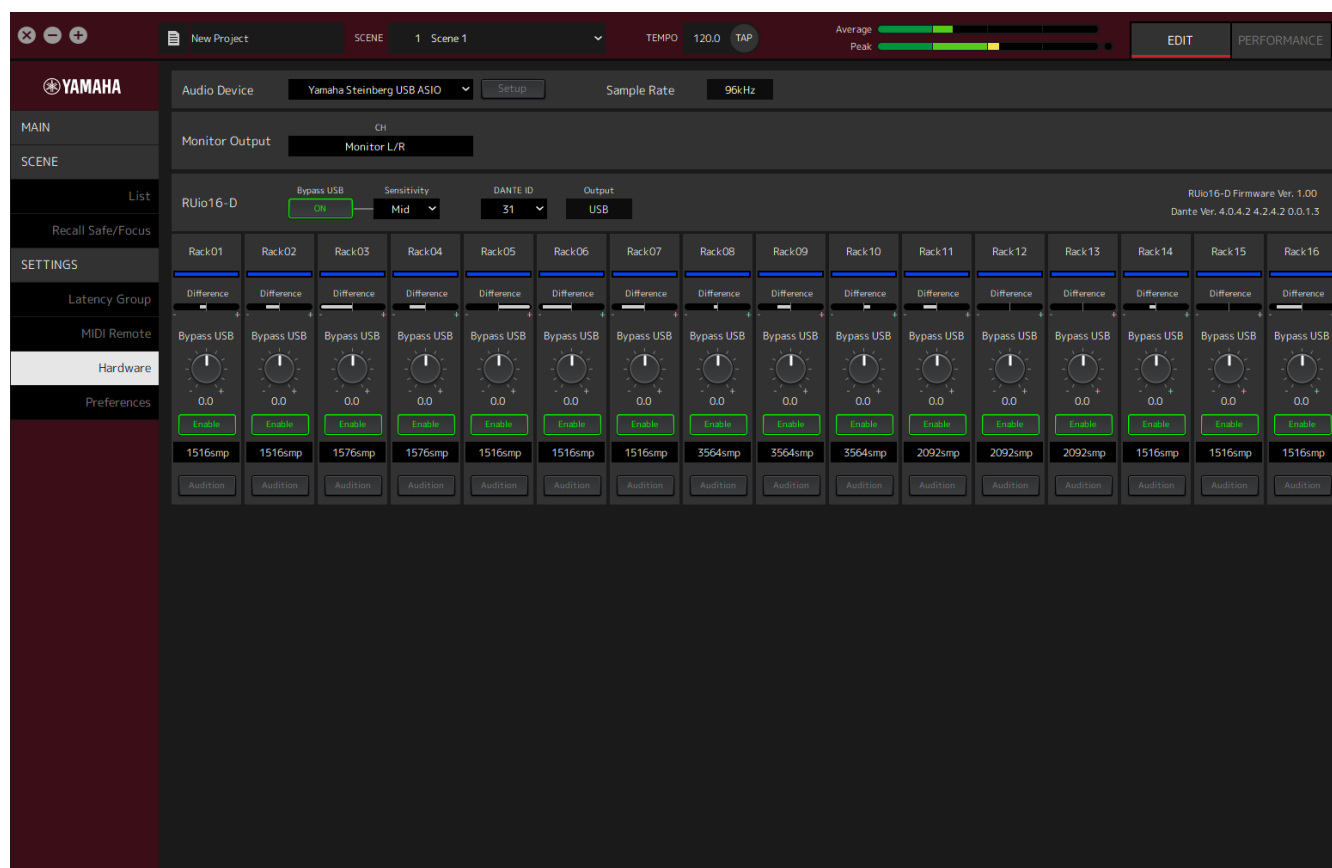 New Project
SCENE 1 Scene 1
TEMPO 120.0 TAP
Average
Peak
EDIT PERFORMANCE
YAMAHA
MAIN
SCENE
List
Recall Safe/Focus
SETTINGS
Latency Group
MIDI Remote
Hardware
Preferences
Audio Device Yamaha Steinberg USB ASIO Setup Sample Rate 96kHz
CH
Monitor Output Monitor L/R
Bypass USB Sensitivity DANTE ID Output
RUio16-D ON Mid 31 USB
RUio16-D Firmware Ver. 1.00
Dante Ver. 4.0.4.2 4.2.4.2 0.0.1.3
Rack01 Rack02 Rack03 Rack04 Rack05 Rack06 Rack07 Rack08 Rack09 Rack10 Rack11 Rack12 Rack13 Rack14 Rack15 Rack16
Difference Difference Difference Difference Difference Difference Difference Difference Difference Difference Difference Difference Difference Difference Difference Difference
- + - + - + - + - + - + - + - + - + - + - + - + - + - + - + -
Bypass USB Bypass USB Bypass USB Bypass USB Bypass USB Bypass USB Bypass USB Bypass USB Bypass USB Bypass USB Bypass USB Bypass USB Bypass USB Bypass USB Bypass USB Bypass USB
- + - + - + - + - + - + - + - + - + - + - + - + - + - + - + - +
0.0 0.0 0.0 0.0 0.0 0.0 0.0 0.0 0.0 0.0 0.0 0.0 0.0 0.0 0.0 0.0
Enable Enable Enable Enable Enable Enable Enable Enable Enable Enable Enable Enable Enable Enable Enable Enable
1516smp 1516smp 1576smp 1576smp 1516smp 1516smp 1516smp 3564smp 3564smp 3564smp 2092smp 2092smp 2092smp 1516smp 1516smp 1516smp
Audition Audition Audition Audition Audition Audition Audition Audition Audition Audition Audition Audition Audition Audition Audition Audition